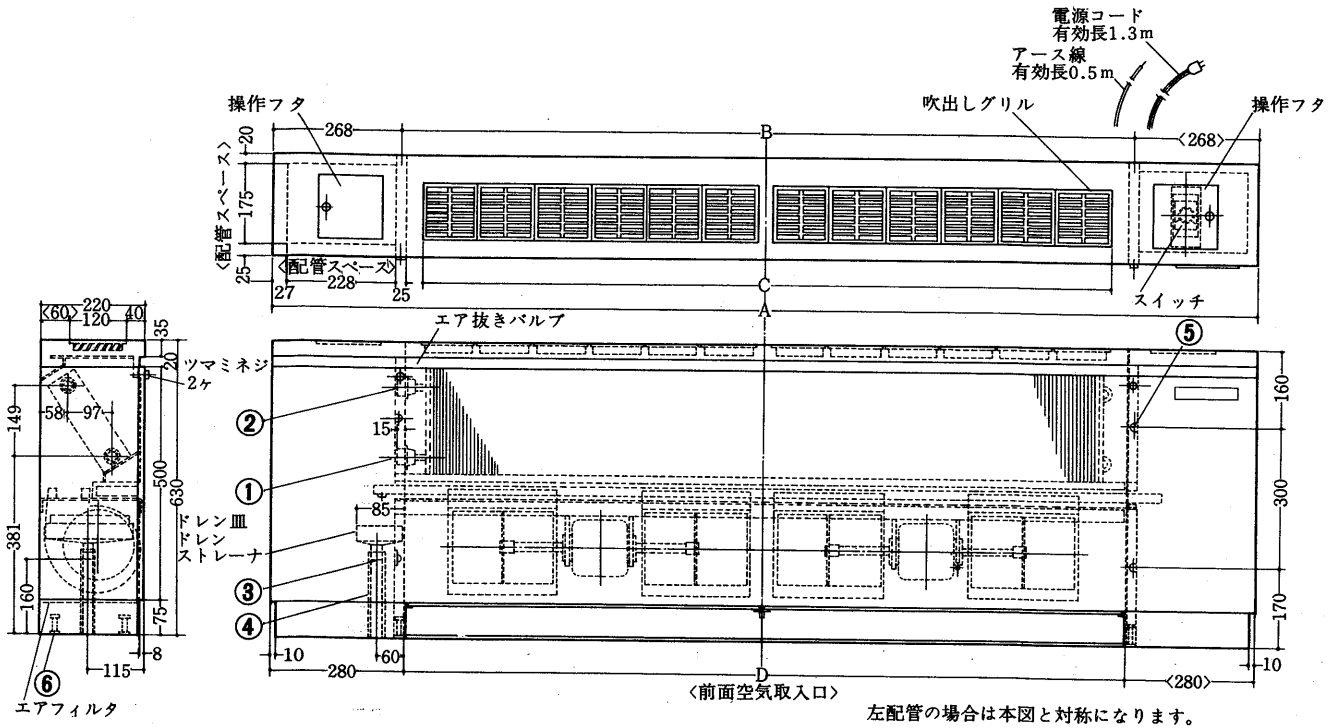 電源コード
有効長1.3m
アース線
有効長0.5m
操作フタ
吹出しグリル
操作フタ
268
B
〈268〉
20
175
〈配管スペース〉
25
〈配管スペース〉
27
228
25
C
スイッチ
A
220
〈60〉
120
40
35
20
ツマミネジ
2ケ
エア抜きバルブ
⑤
149
58
97
②
15
160
①
500
630
381
ドレン皿
ドレン
ストレーナ
85
300
160
③
④
75
170
8
115
10
60
280
D
〈280〉
10
⑥
エアフィルタ
〈前面空気取入口〉
左配管の場合は本図と対称になります。